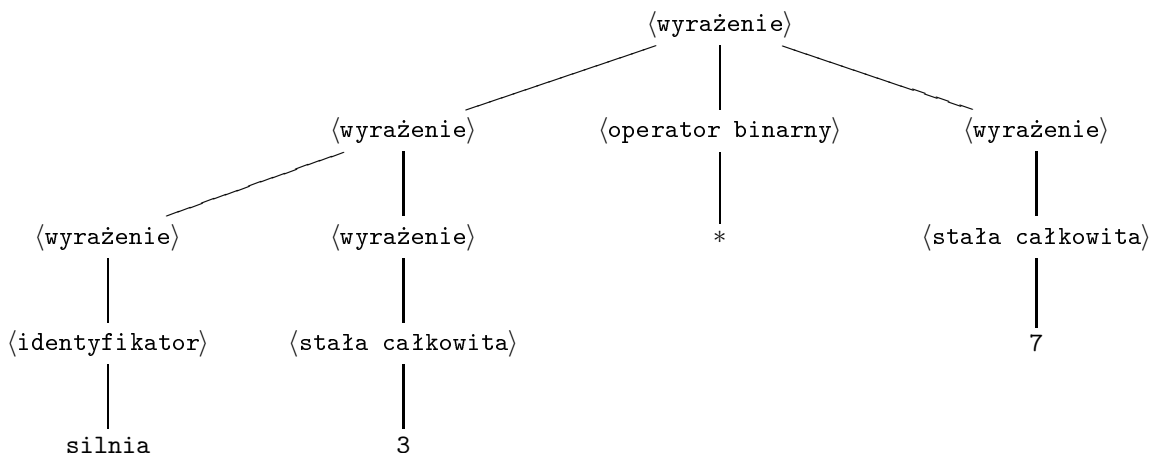 ⟨wyrażenie⟩
⟨wyrażenie⟩ ⟨operator binarny⟩ ⟨wyrażenie⟩
⟨wyrażenie⟩ ⟨wyrażenie⟩ * ⟨stała całkowita⟩
⟨identyfikator⟩ ⟨stała całkowita⟩ 7
silnia 3